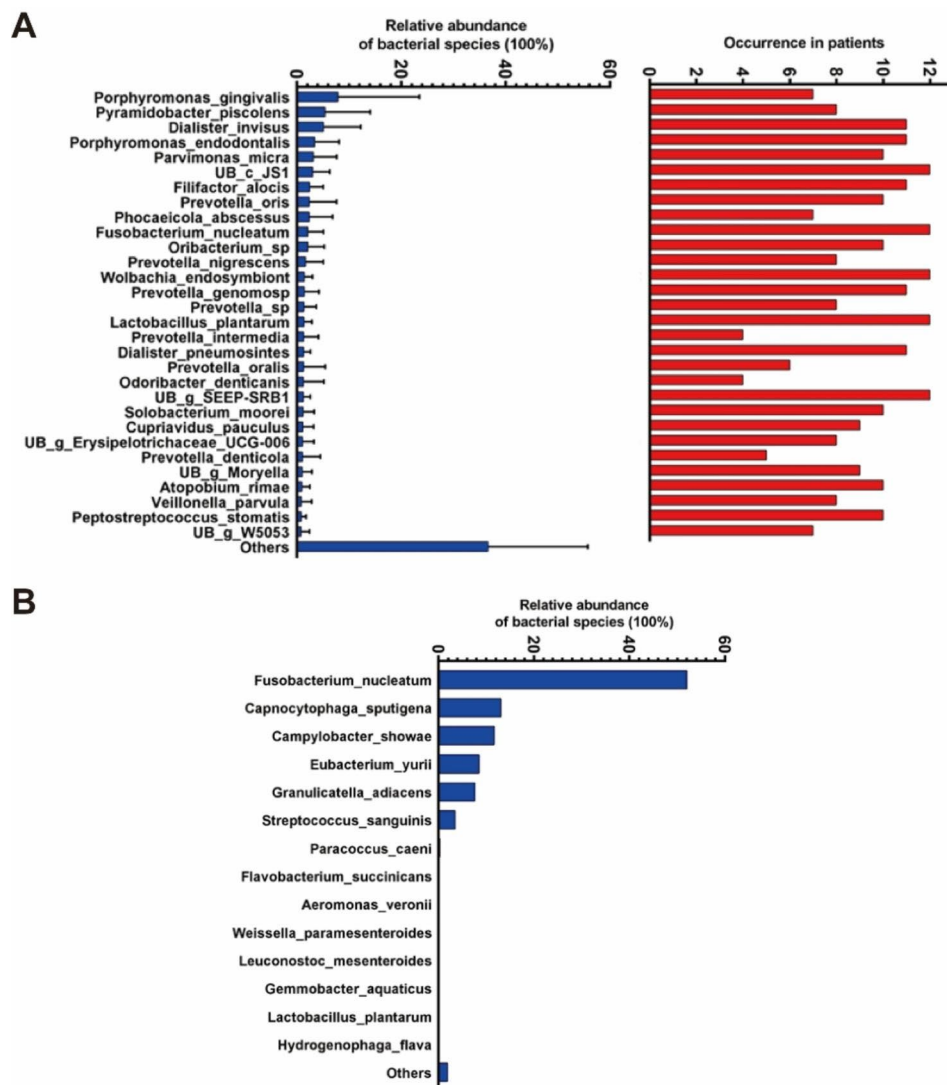 A
Relative abundance
of bacterial species (100%)
0 20 40 60
Occurrence in patients
0 2 4 6 8 10 12
Porphyromonas_gingivalis
Pyramidobacter_piscolens
Dialister_invisus
Porphyromonas_endodontalis
Parvimonas_micra
UB_c_JS1
Filifactor_alocis
Prevotella_oris
Phocaeicola_abscessus
Fusobacterium_nucleatum
Oribacterium_sp
Prevotella_nigrescens
Wolbachia_endosymbiont
Prevotella_genomosp
Prevotella_sp
Lactobacillus_plantarum
Prevotella_intermedia
Dialister_pneumosintes
Prevotella_oralis
Odoribacter_denticanis
UB_g_SEEP-SRB1
Solobacterium_moorei
Cupriavidus_pauculus
UB_g_Erysipelotrichaceae_UCG-006
Prevotella_denticola
UB_g_Moryella
Atopobium_rimae
Veillonella_parvula
Peptostreptococcus_stomatis
UB_g_W5053
Others
B
Relative abundance
of bacterial species (100%)
0 20 40 60
Fusobacterium_nucleatum
Capnocytophaga_sputigena
Campylobacter_showae
Eubacterium_yurii
Granulicatella_adiacens
Streptococcus_sanguinis
Paracoccus_caeni
Flavobacterium_succinicans
Aeromonas_veronii
Weissella_paramesenteroides
Leuconostoc_mesenteroides
Gemmobacter_aquaticus
Lactobacillus_plantarum
Hydrogenophaga_flava
Others